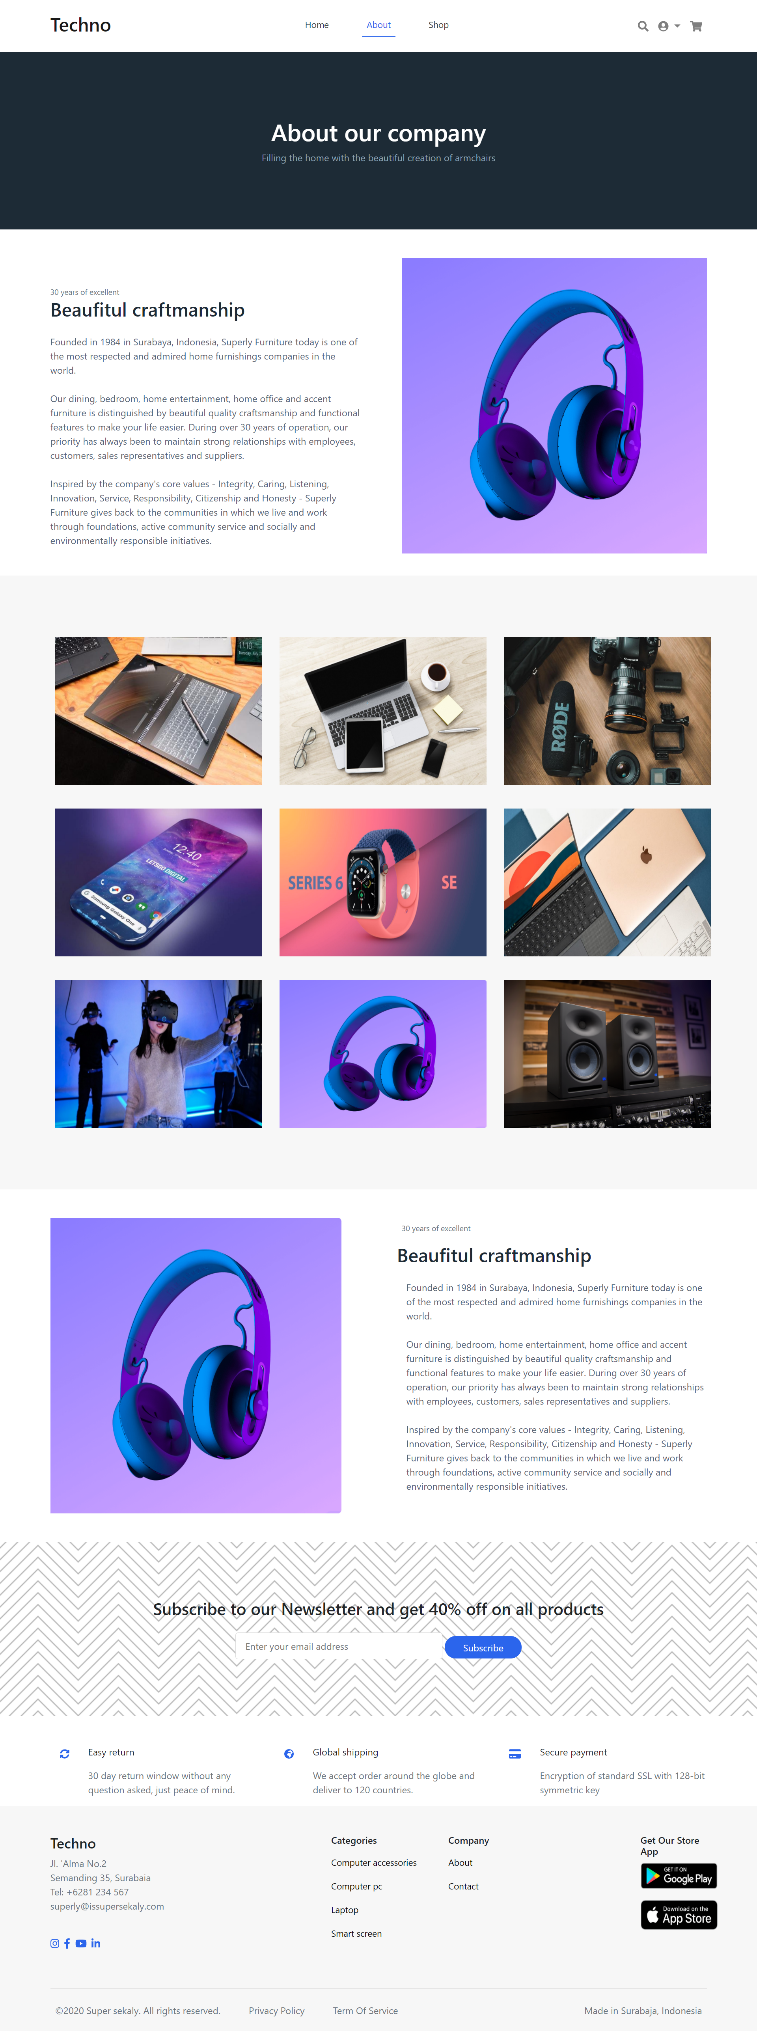 Techno
Home
About
Shop
About our company
Filling the home with the beautiful creation of armchairs
30 years of excellent
Beaufitul craftmanship
Founded in 1984 in Surabaya, Indonesia, Superly Furniture today is one of
the most respected and admired home furnishings companies in the
world.
Our dining, bedroom, home entertainment, home office and accent
furniture is distinguished by beautiful quality craftsmanship and functional
features to make your life easier. During over 30 years of operation, our
priority has always been to maintain strong relationships with employees,
customers, sales representatives and suppliers.
Inspired by the company's core values - Integrity, Caring, Listening,
Innovation, Service, Responsibility, Citizenship and Honesty - Superly
Furniture gives back to the communities in which we live and work
through foundations, active community service and socially and
environmentally responsible initiatives.
RØDE
12:40
LETSGO DIGITAL
Samsung Galaxy One
SERIES 6
SE
30 years of excellent
Beaufitul craftmanship
Founded in 1984 in Surabaya, Indonesia, Superly Furniture today is one
of the most respected and admired home furnishings companies in the
world.
Our dining, bedroom, home entertainment, home office and accent
furniture is distinguished by beautiful quality craftsmanship and
functional features to make your life easier. During over 30 years of
operation, our priority has always been to maintain strong relationships
with employees, customers, sales representatives and suppliers.
Inspired by the company's core values - Integrity, Caring, Listening,
Innovation, Service, Responsibility, Citizenship and Honesty - Superly
Furniture gives back to the communities in which we live and work
through foundations, active community service and socially and
environmentally responsible initiatives.
Subscribe to our Newsletter and get 40% off on all products
Enter your email address
Subscribe
Easy return
30 day return window without any
question asked, just peace of mind.
Global shipping
We accept order around the globe and
deliver to 120 countries.
Secure payment
Encryption of standard SSL with 128-bit
symmetric key
Techno
Jl. `Alma No.2
Semanding 35, Surabaia
Tel: +6281 234 567
superly@issupersekaly.com
Categories
Computer accessories
Computer pc
Laptop
Smart screen
Company
About
Contact
Get Our Store
App
GET IT ON
Google Play
Download on the
App Store
©2020 Super sekaly. All rights reserved.
Privacy Policy
Term Of Service
Made in Surabaja, Indonesia